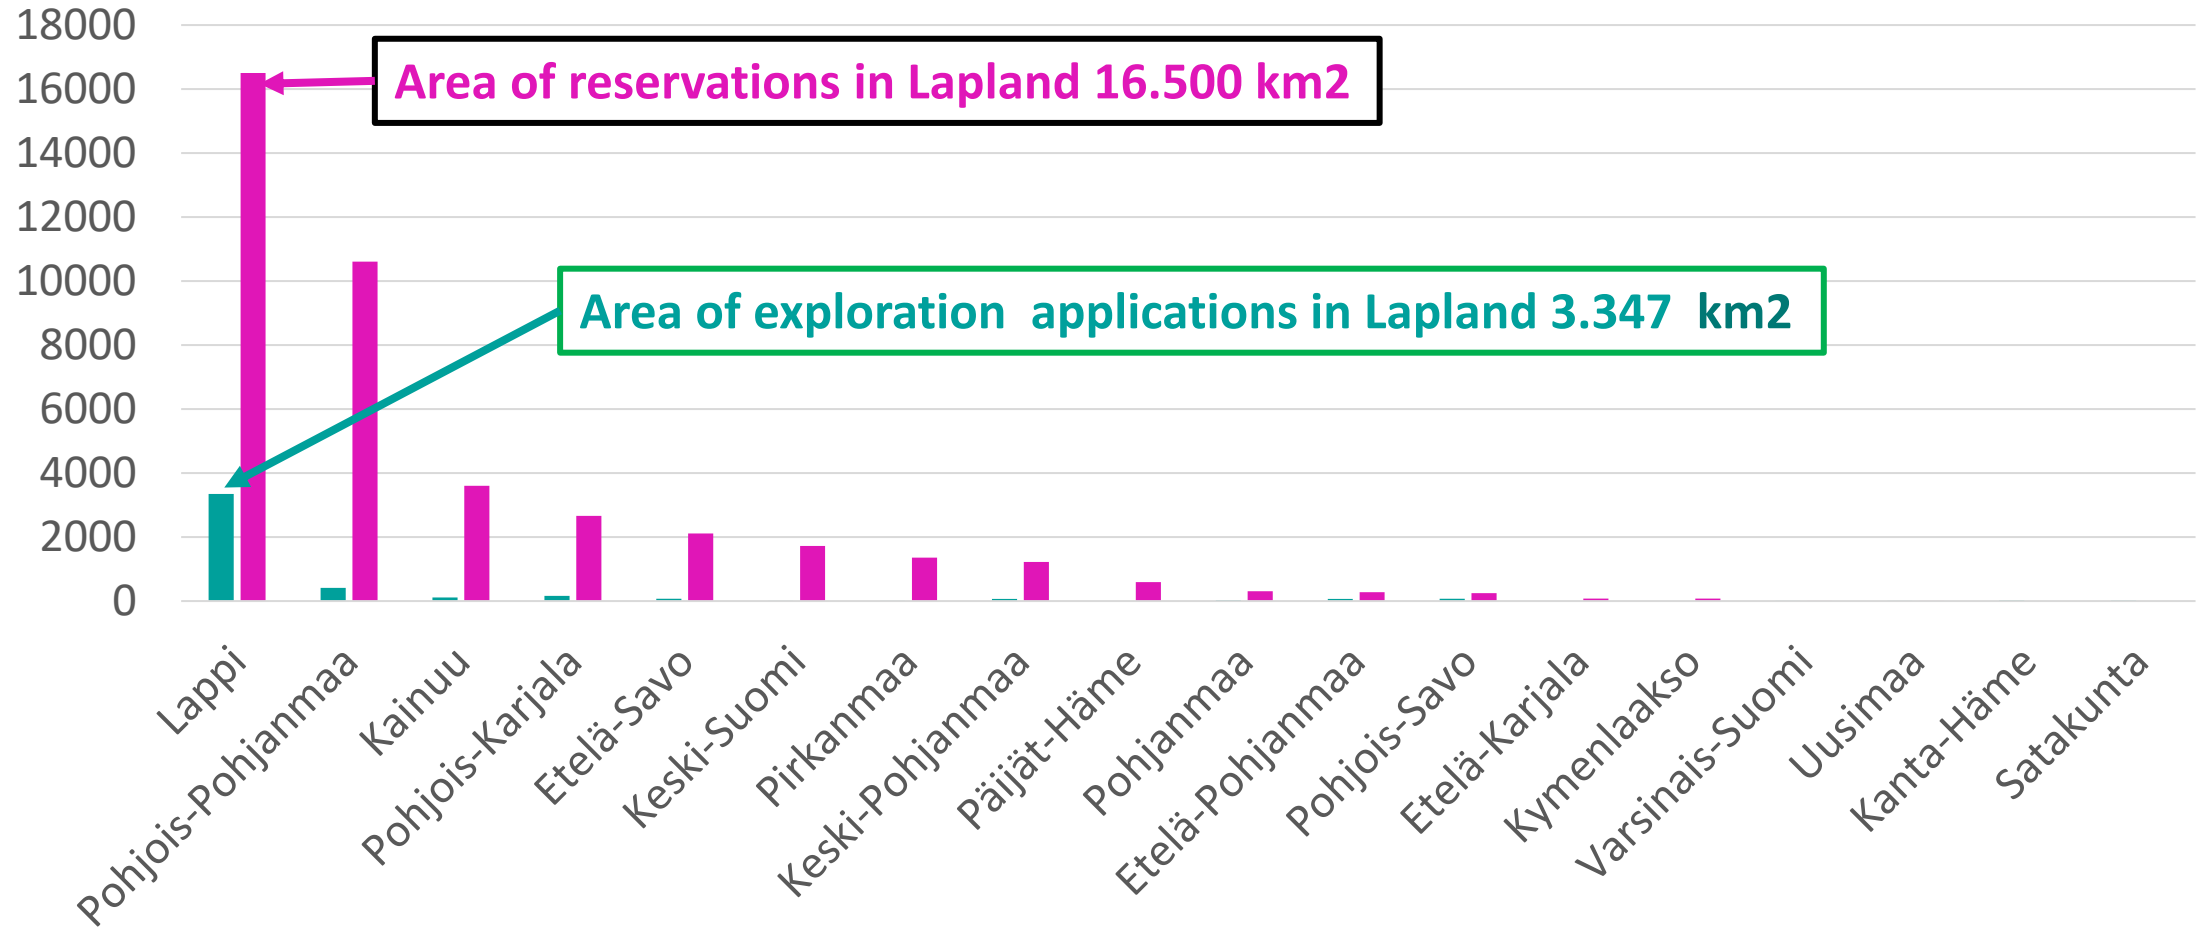 18000
16000
14000
12000
10000
8000
6000
4000
2000
0
Area of reservations in Lapland 16.500 km2
Area of exploration  applications in Lapland 3.347  km2
Lappi
Pohjois-Pohjanmaa
Kainuu
Pohjois-Karjala
Etelä-Savo
Keski-Suomi
Pirkanmaa
Keski-Pohjanmaa
Päijät-Häme
Pohjanmaa
Etelä-Pohjanmaa
Pohjois-Savo
Etelä-Karjala
Kymenlaakso
Varsinais-Suomi
Uusimaa
Kanta-Häme
Satakunta